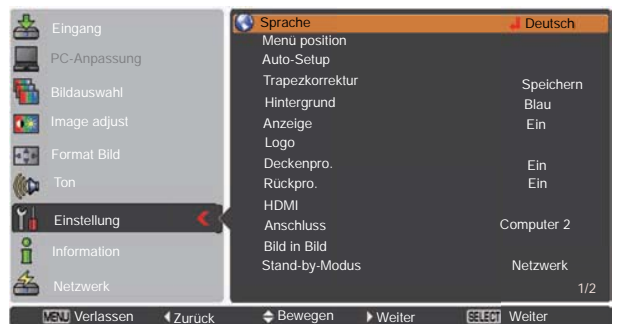 Eingang
PC-Anpassung
Bildauswahl
Image adjust
Format Bild
Ton
Einstellung
Information
Netzwerk
Sprache Deutsch
Menü position
Auto-Setup
Trapezkorrektur Speichern
Hintergrund Blau
Anzeige Ein
Logo
Deckenpro. Ein
Rückpro. Ein
HDMI
Anschluss Computer 2
Bild in Bild
Stand-by-Modus Netzwerk
1/2
MENU Verlassen Zurück Bewegen Weiter SELECT Weiter